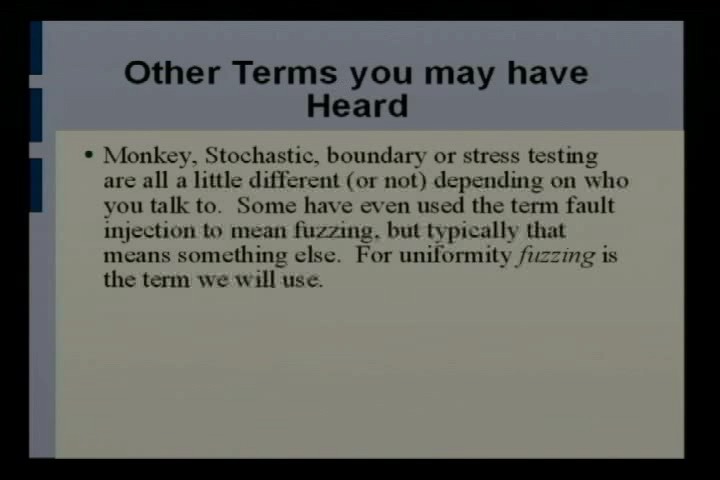 Other Terms you may have
Heard
• Monkey, Stochastic, boundary or stress testing
are all a little different (or not) depending on who
you talk to. Some have even used the term fault
injection to mean fuzzing, but typically that
means something else. For uniformity fuzzing is
the term we will use.